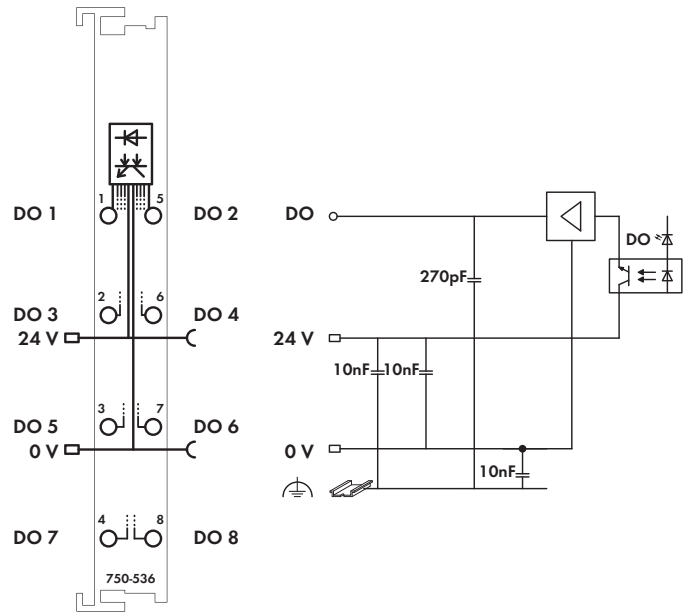 1 5
DO 1 DO 2
2 6
DO 3 DO 4
24 V
3 7
DO 5 DO 6
0 V
4 8
DO 7 DO 8
750-536
DO
DO
270pF
24 V
10nF 10nF
0 V
10nF